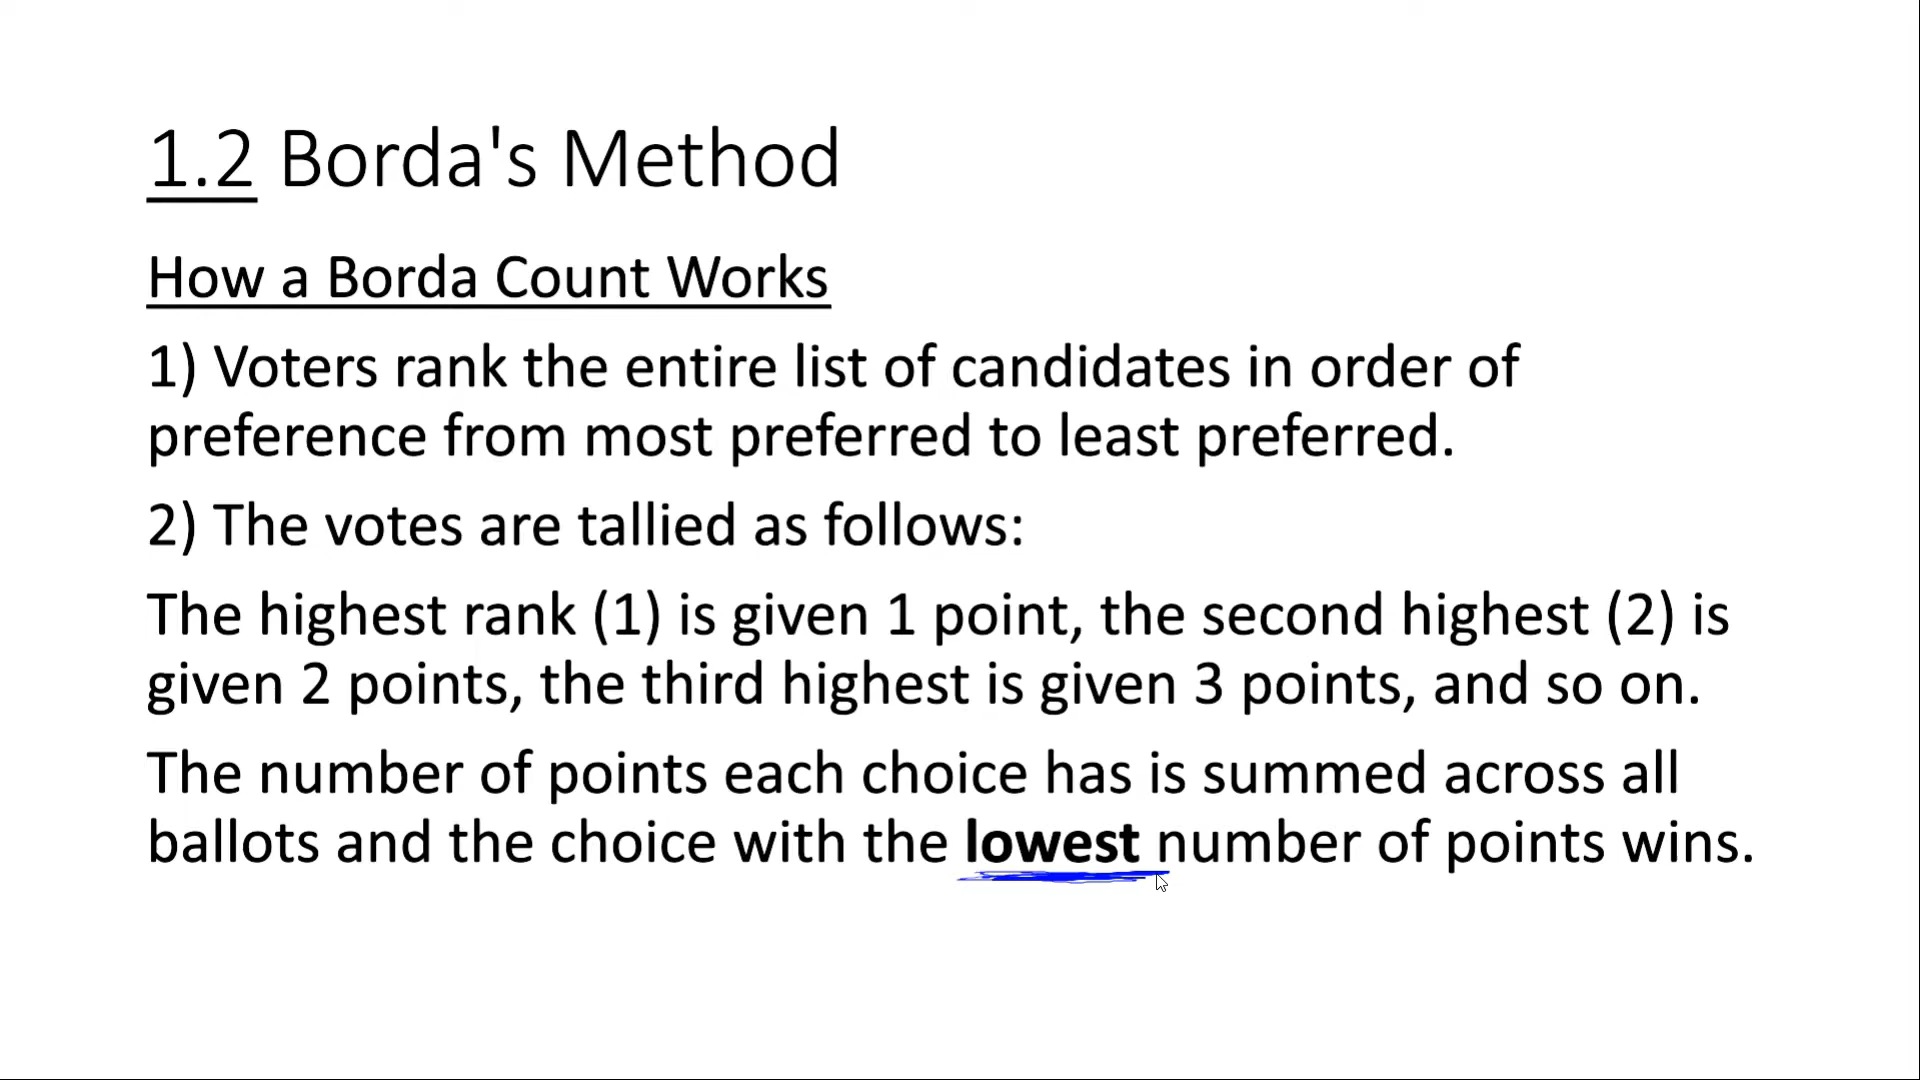 1.2 Borda's Method
How a Borda Count Works
1) Voters rank the entire list of candidates in order of
preference from most preferred to least preferred.
2) The votes are tallied as follows:
The highest rank (1) is given 1 point, the second highest (2) is
given 2 points, the third highest is given 3 points, and so on.
The number of points each choice has is summed across all
ballots and the choice with the lowest number of points wins.